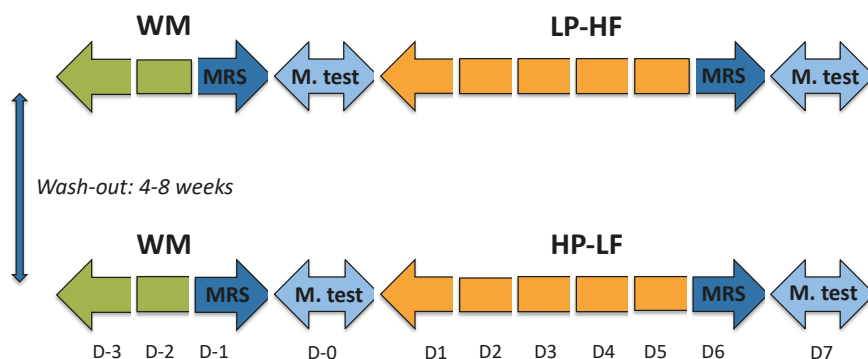 WM LP-HF
MRS M. test MRS M. test
Wash-out: 4-8 weeks
WM HP-LF
MRS M. test MRS M. test
D-3 D-2 D-1 D-0 D1 D2 D3 D4 D5 D6 D7